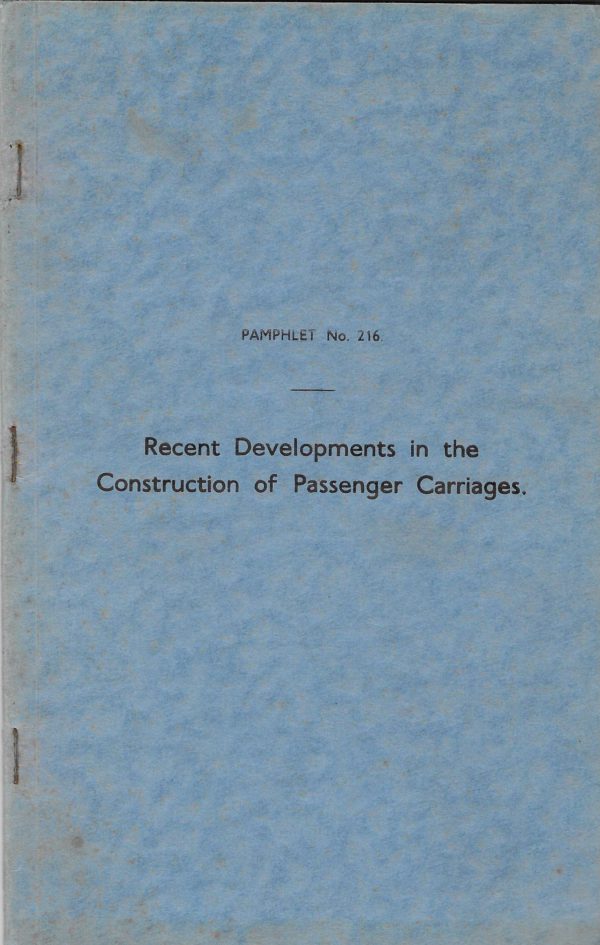 PAMPHLET No. 216.
Recent Developments in the
Construction of Passenger Carriages.